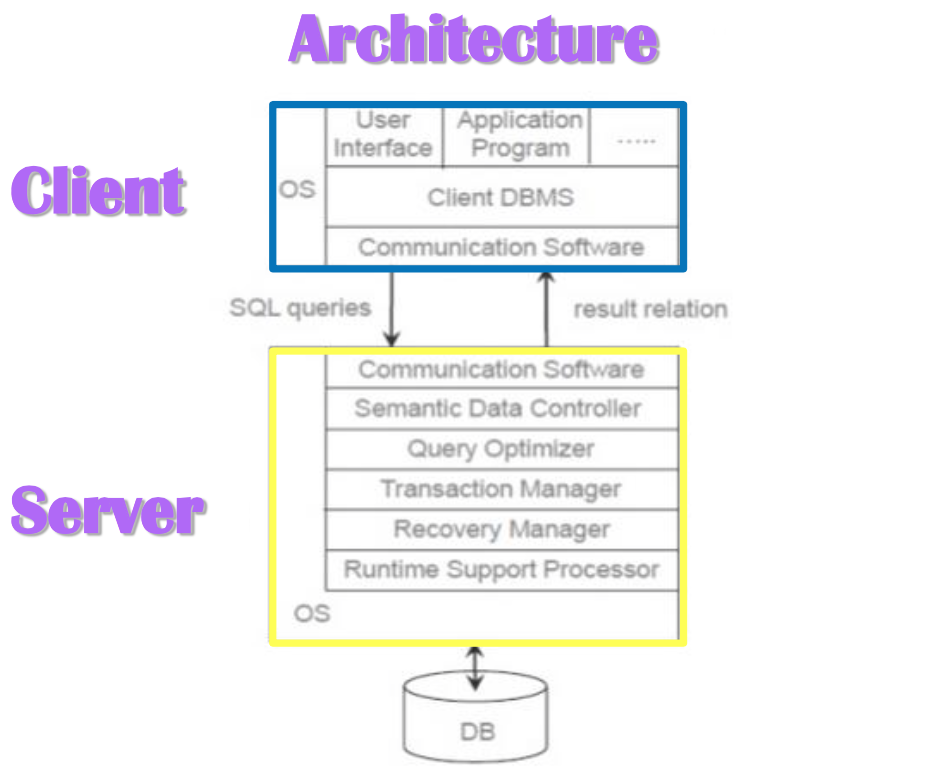 Architecture
Client
OS
User
Interface
Application
Program
.....
Client DBMS
Communication Software
SQL queries
result relation
Server
Communication Software
Semantic Data Controller
Query Optimizer
Transaction Manager
Recovery Manager
Runtime Support Processor
OS
DB